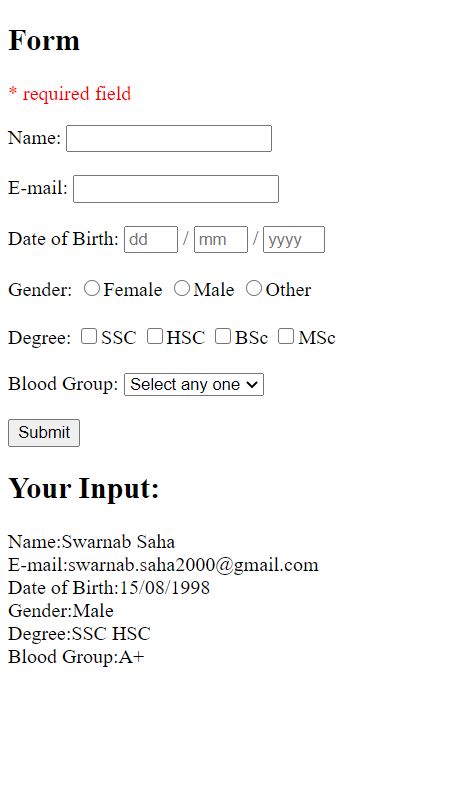 Form
* required field
Name:
E-mail:
Date of Birth: dd / mm / yyyy
Gender: Female Male Other
Degree: SSC HSC BSc MSc
Blood Group: Select any one
Submit
Your Input:
Name:Swarnab Saha
E-mail:swarnab.saha2000@gmail.com
Date of Birth:15/08/1998
Gender:Male
Degree:SSC HSC
Blood Group:A+